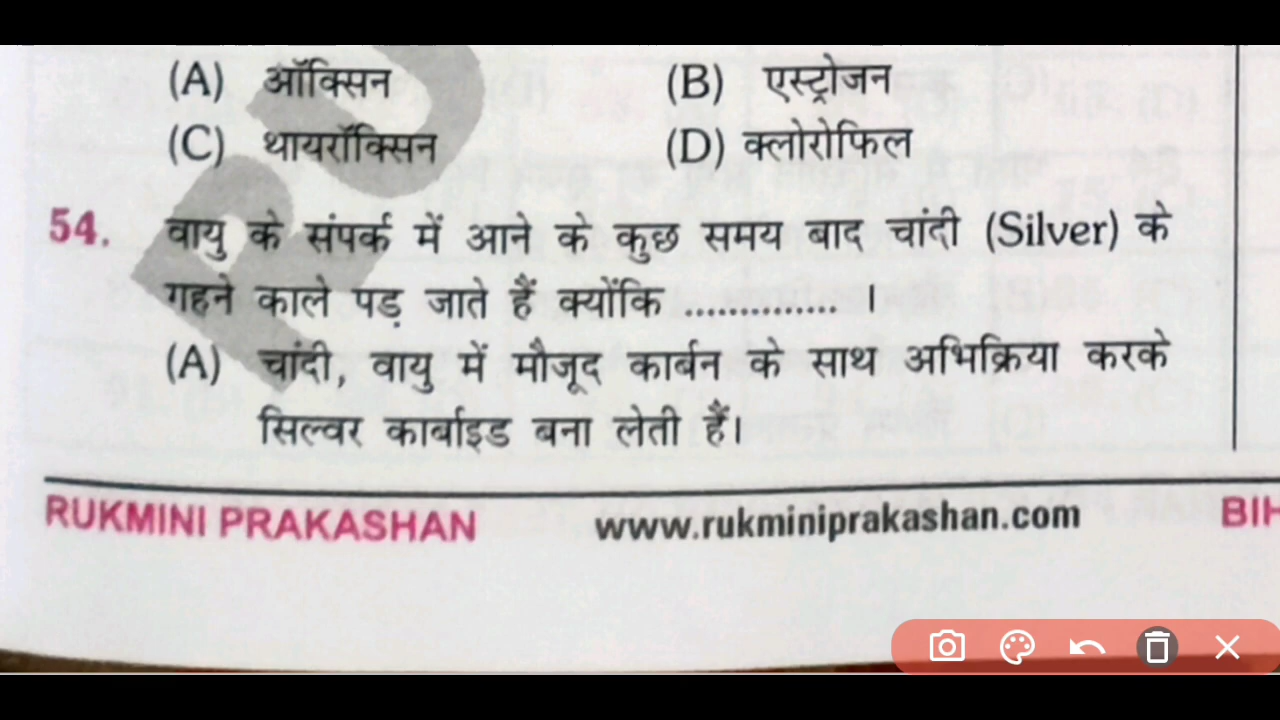 (A) ऑक्सिन (B) एस्ट्रोजन
(C) थायरॉक्सिन (D) क्लोरोफिल
54. वायु के संपर्क में आने के कुछ समय बाद चांदी (Silver) के
गहने काले पड़ जाते हैं क्योंकि .............. ।
(A) चांदी, वायु में मौजूद कार्बन के साथ अभिक्रिया करके
सिल्वर कार्बाइड बना लेती हैं।
RUKMINI PRAKASHAN www.rukminiprakashan.com BIH